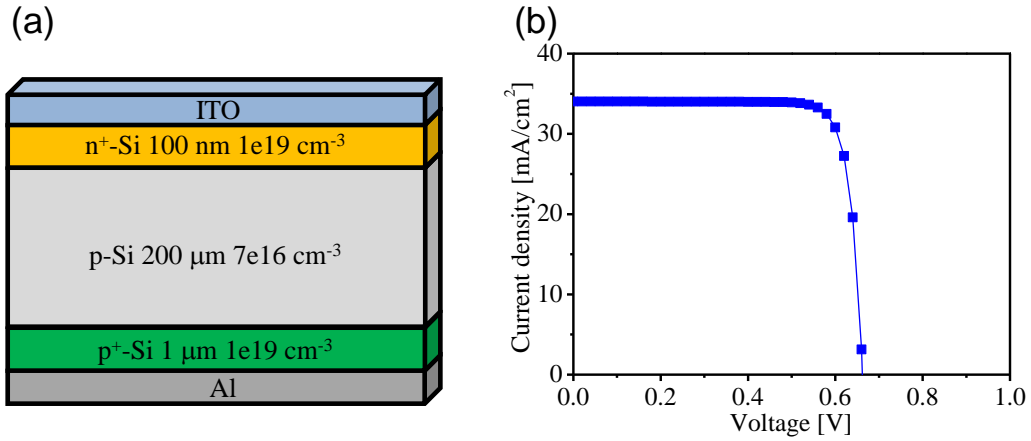 (a)
ITO
n⁺-Si 100 nm 1e19 cm⁻³
p-Si 200 μm 7e16 cm⁻³
p⁺-Si 1 μm 1e19 cm⁻³
Al
(b)
Current density [mA/cm²]
40
30
20
10
0
0.0 0.2 0.4 0.6 0.8 1.0
Voltage [V]